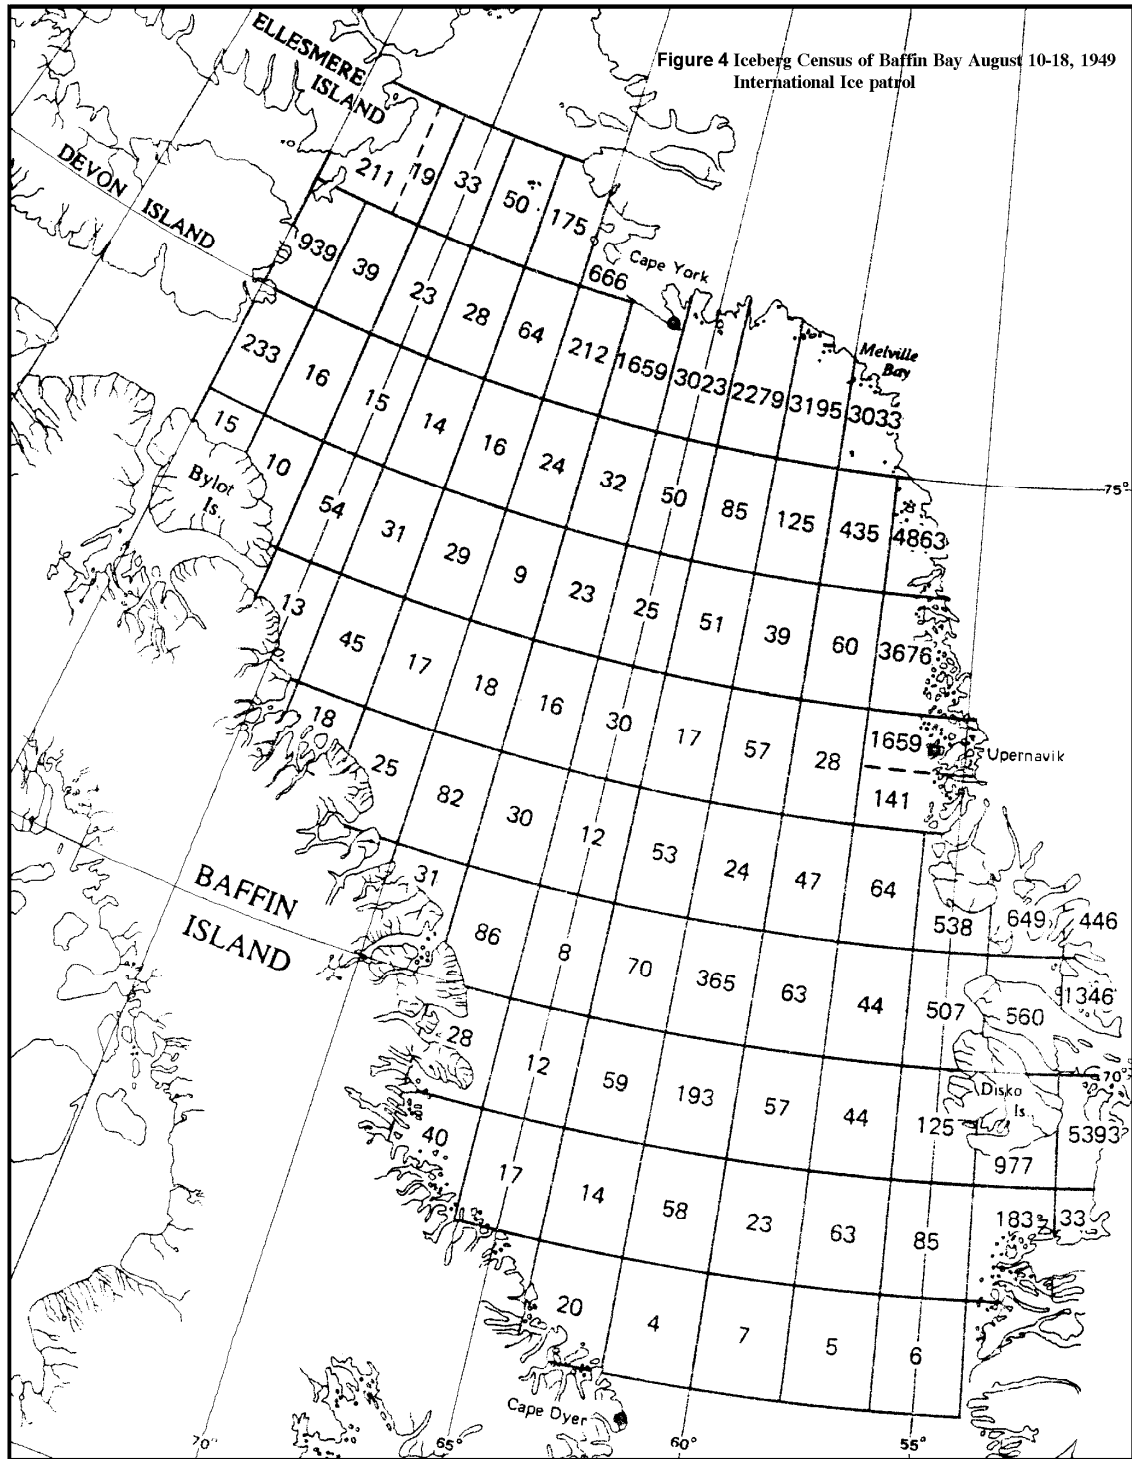 Figure 4 Iceberg Census of Baffin Bay August 10-18, 1949
International Ice patrol
ELLESMERE
ISLAND
DEVON
ISLAND
211 19 33 50 175
939 39 23 28 64 212 1659 3023 2279 3195 3033
666
Cape York
Melville
Bay
233 16 15 14 16 24 32 50 85 125 435 4863
75°
15 10 54 31 29 9 23 25 51 39 60 3676
Bylot
Is.
13 45 17 18 16 30 17 57 28 1659
Upernavik
141
18 25 82 30 12 53 24 47 64 538 649 446
BAFFIN
ISLAND
31 86 8 70 365 63 44 507 560 1346
28 12 59 193 57 44 125
70°
Disko
Is.
977 5393
40 17 14 58 23 63 85 183 33
20 4 7 5 6
Cape Dyer
70° 65° 60° 55°